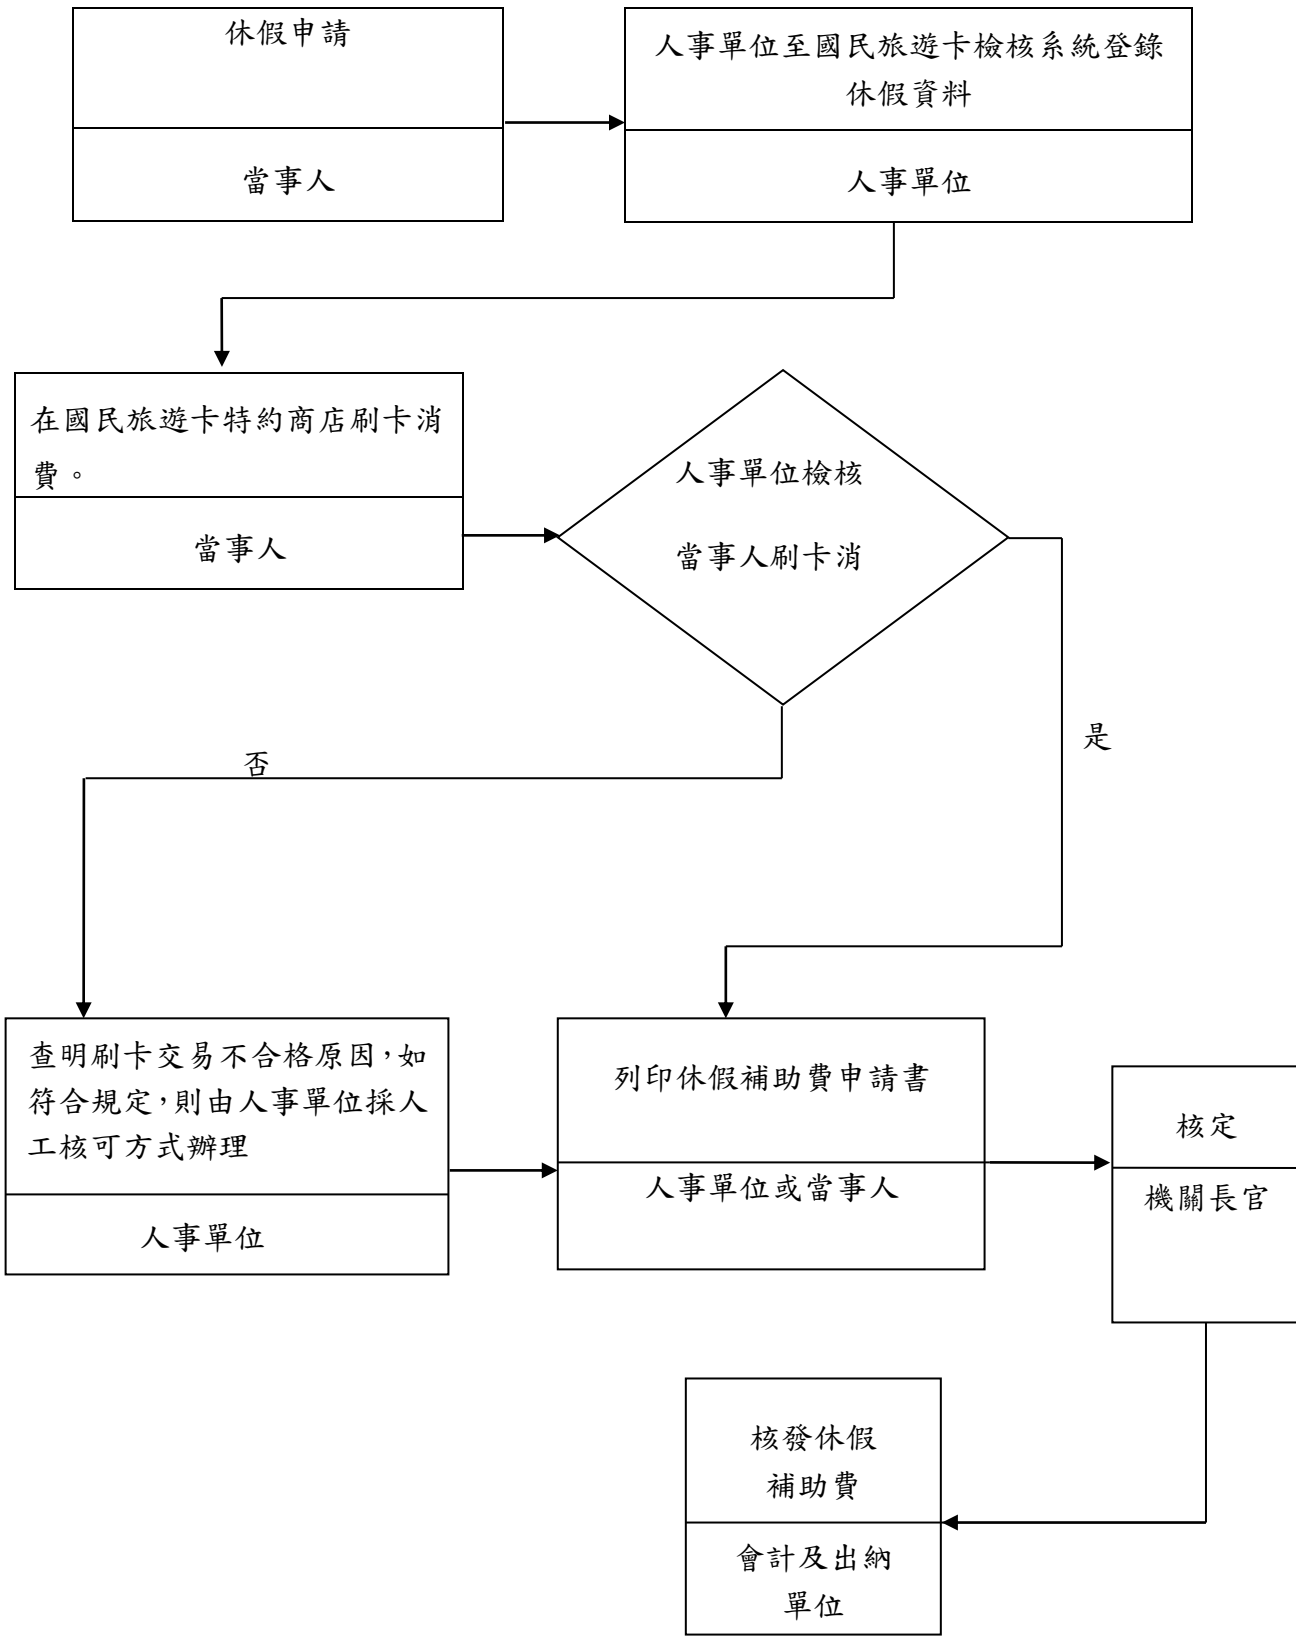 休假申請
當事人
人事單位至國民旅遊卡檢核系統登錄
休假資料
人事單位
在國民旅遊卡特約商店刷卡消
費。
當事人
人事單位檢核
當事人刷卡消
是
否
查明刷卡交易不合格原因，如
符合規定，則由人事單位採人
工核可方式辦理
人事單位
列印休假補助費申請書
人事單位或當事人
核定
機關長官
核發休假
補助費
會計及出納
單位